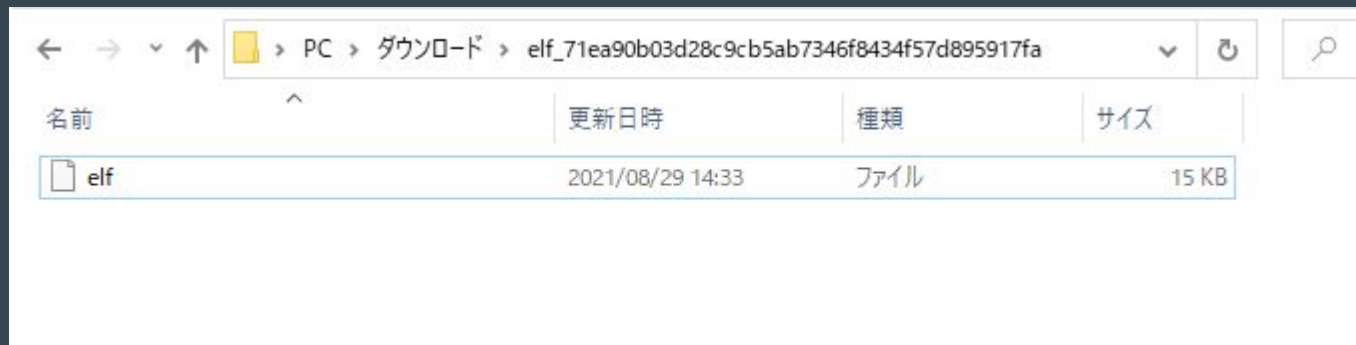 PC > ダウンロード > elf_71ea90b03d28c9cb5ab7346f8434f57d895917fa
名前 更新日時 種類 サイズ
elf 2021/08/29 14:33 ファイル 15 KB